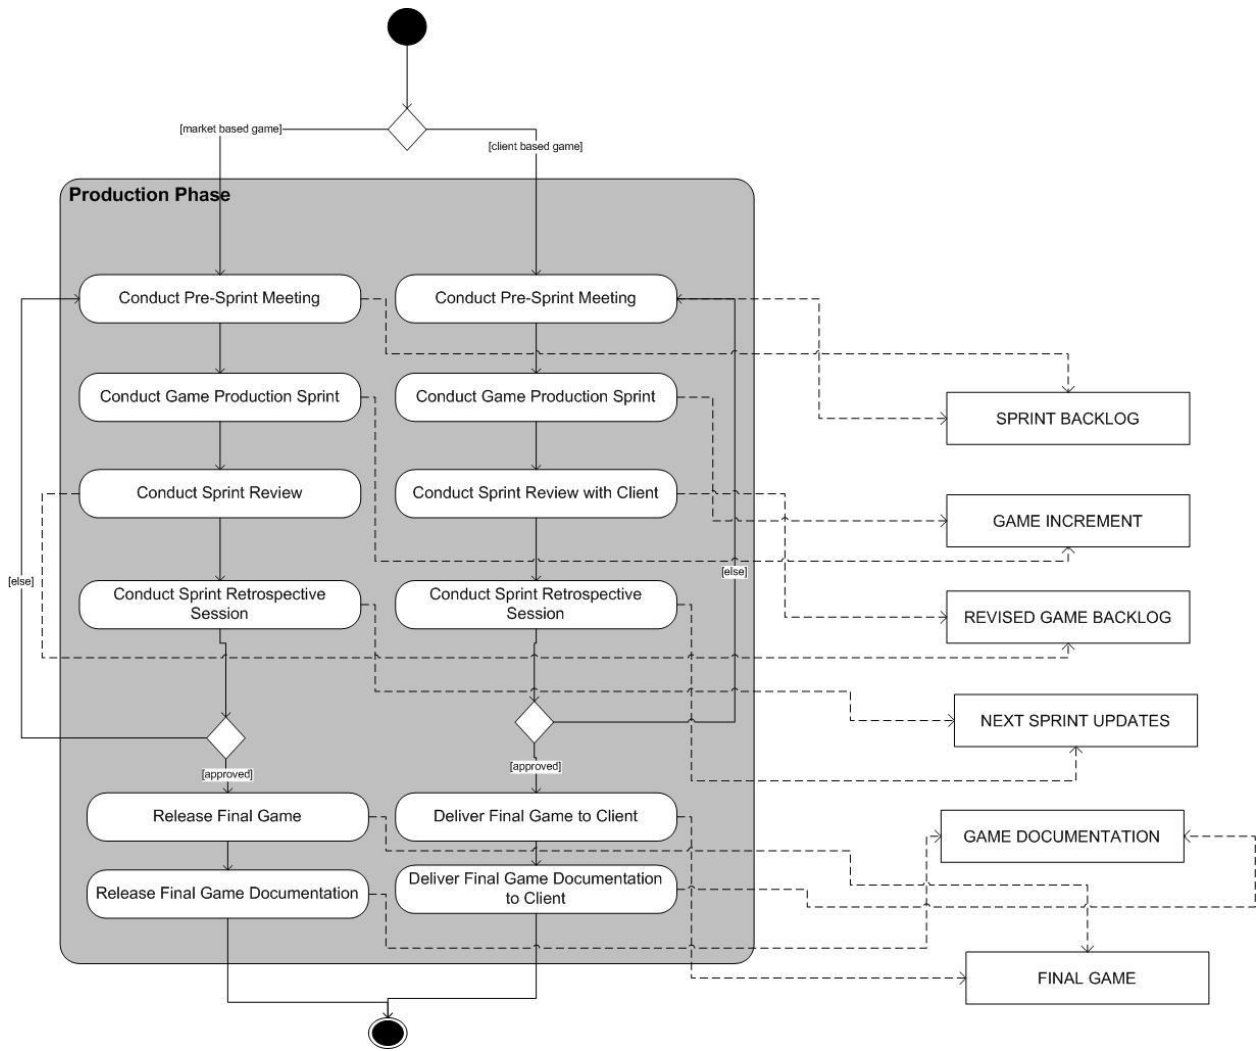 [market based game]
[client based game]
Production Phase
Conduct Pre-Sprint Meeting
Conduct Pre-Sprint Meeting
Conduct Game Production Sprint
Conduct Game Production Sprint
SPRINT BACKLOG
Conduct Sprint Review
Conduct Sprint Review with Client
GAME INCREMENT
[else]
[else]
Conduct Sprint Retrospective
Session
Conduct Sprint Retrospective
Session
REVISED GAME BACKLOG
NEXT SPRINT UPDATES
[approved]
[approved]
Release Final Game
Deliver Final Game to Client
GAME DOCUMENTATION
Release Final Game Documentation
Deliver Final Game Documentation
to Client
FINAL GAME